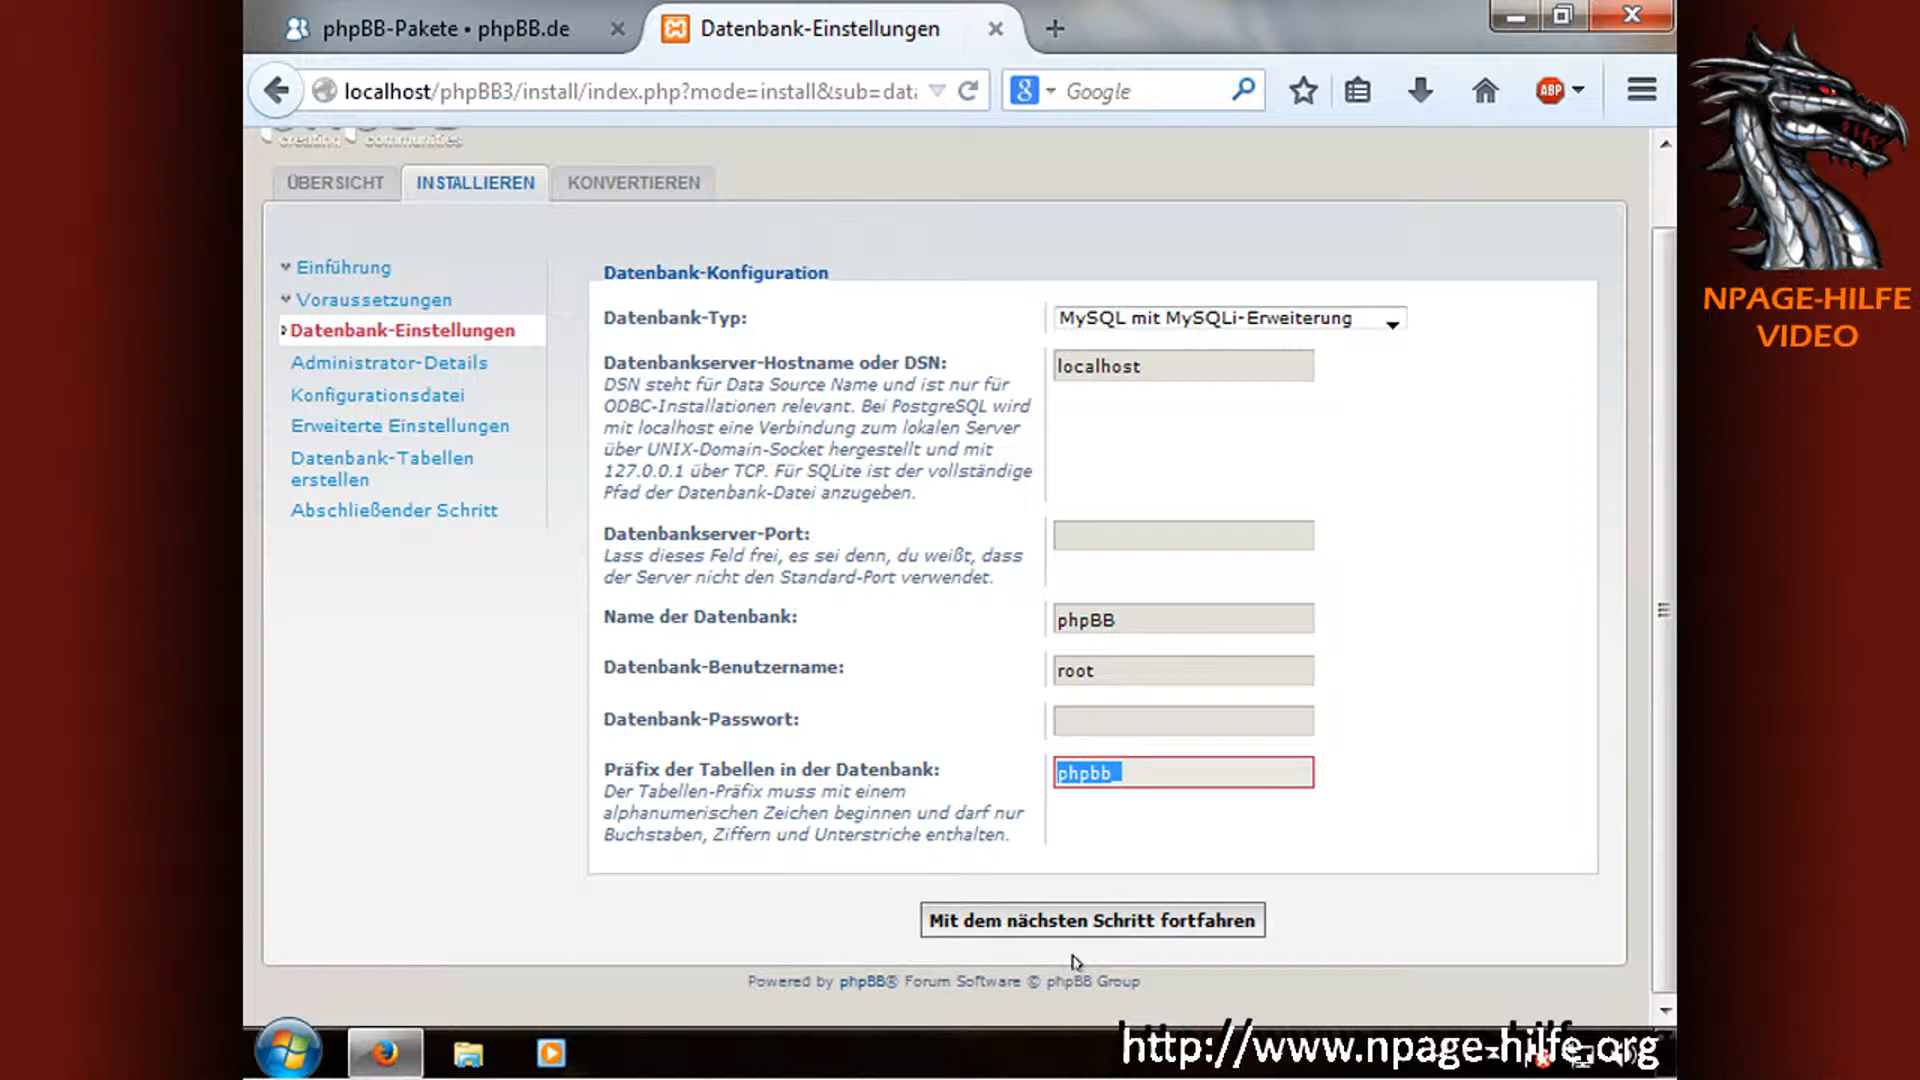 phpBB-Pakete • phpBB.de
Datenbank-Einstellungen
localhost/phpBB3/install/index.php?mode=install&sub=dat
Google
ABP
creating communities
ÜBERSICHT
INSTALLIEREN
KONVERTIEREN
Einführung
Voraussetzungen
Datenbank-Einstellungen
Administrator-Details
Konfigurationsdatei
Erweiterte Einstellungen
Datenbank-Tabellen
erstellen
Abschließender Schritt
Datenbank-Konfiguration
Datenbank-Typ:
MySQL mit MySQLi-Erweiterung
Datenbankserver-Hostname oder DSN:
localhost
DSN steht für Data Source Name und ist nur für
ODBC-Installationen relevant. Bei PostgreSQL wird
mit localhost eine Verbindung zum lokalen Server
über UNIX-Domain-Socket hergestellt und mit
127.0.0.1 über TCP. Für SQLite ist der vollständige
Pfad der Datenbank-Datei anzugeben.
Datenbankserver-Port:
Lass dieses Feld frei, es sei denn, du weißt, dass
der Server nicht den Standard-Port verwendet.
Name der Datenbank:
phpBB
Datenbank-Benutzername:
root
Datenbank-Passwort:
Präfix der Tabellen in der Datenbank:
phpbb_
Der Tabellen-Präfix muss mit einem
alphanumerischen Zeichen beginnen und darf nur
Buchstaben, Ziffern und Unterstriche enthalten.
Mit dem nächsten Schritt fortfahren
Powered by phpBB® Forum Software © phpBB Group
NPAGE-HILFE
VIDEO
http://www.npage-hilfe.org